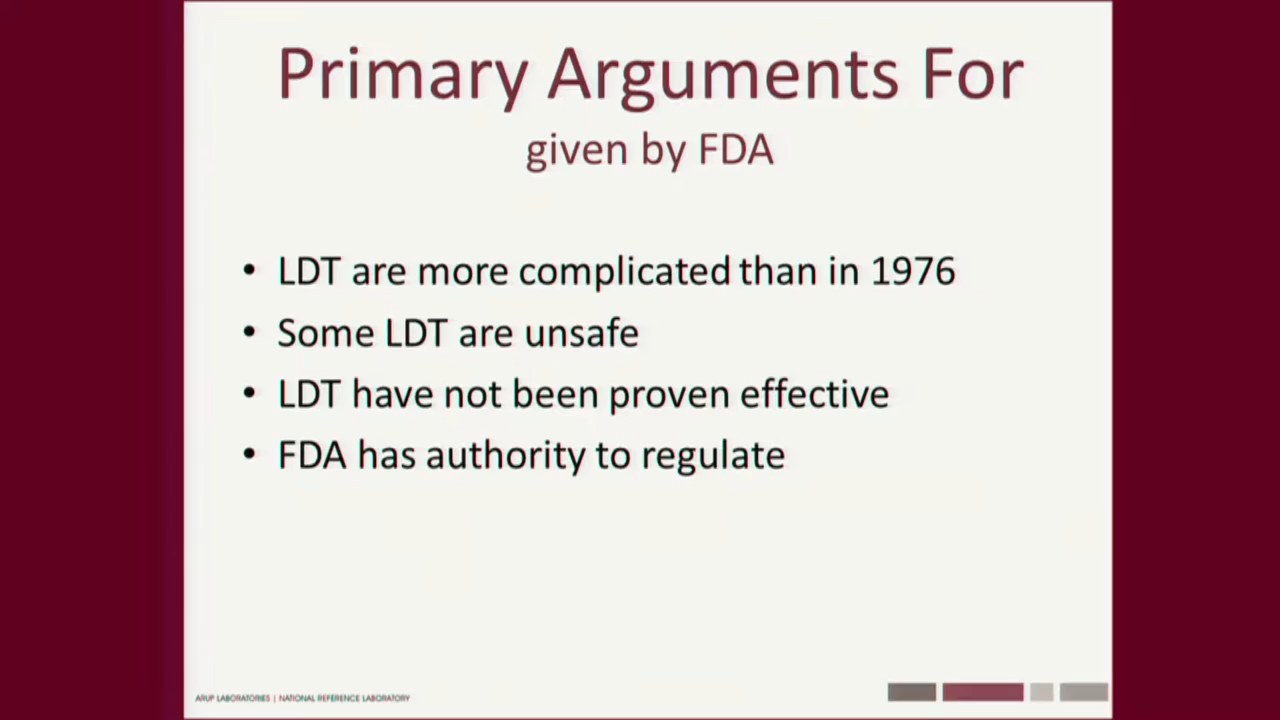 Primary Arguments For
given by FDA
• LDT are more complicated than in 1976
• Some LDT are unsafe
• LDT have not been proven effective
• FDA has authority to regulate
ARUP LABORATORIES | NATIONAL REFERENCE LABORATORY